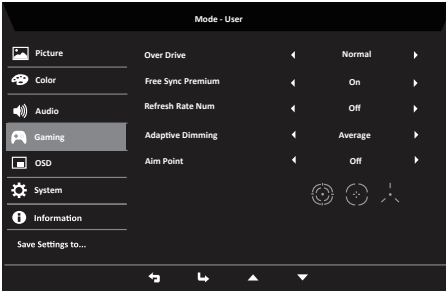 Mode - User
Picture
Color
Audio
Gaming
OSD
System
Information
Save Settings to...
Over Drive Normal
Free Sync Premium On
Refresh Rate Num Off
Adaptive Dimming Average
Aim Point Off